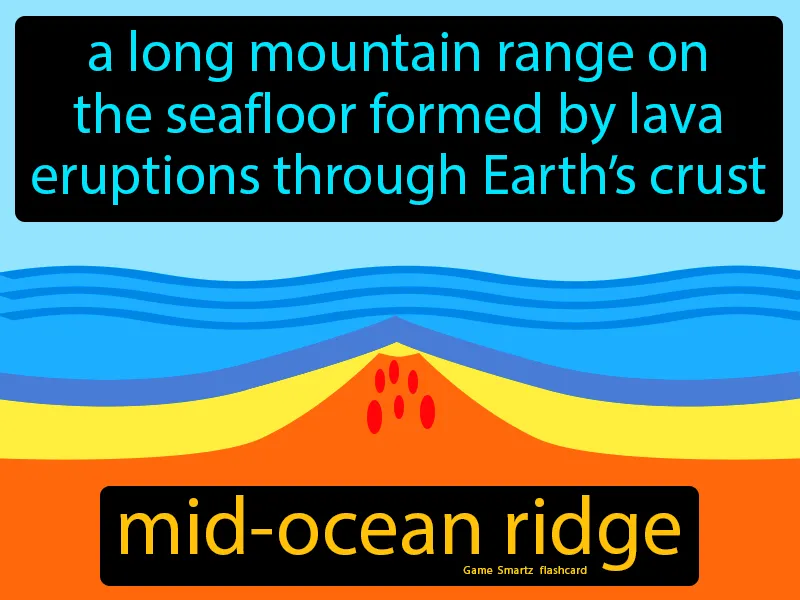 a long mountain range on
the seafloor formed by lava
eruptions through Earth’s crust
mid-ocean ridge
Game Smartz flashcard